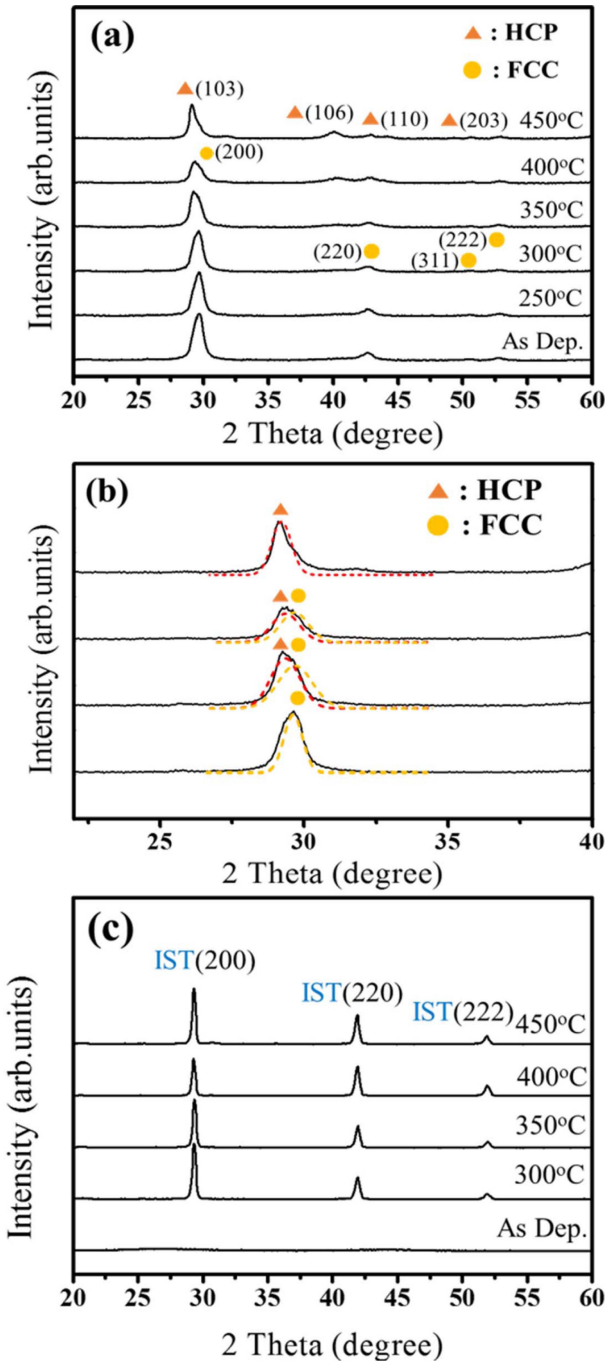 (a)
▲ : HCP
● : FCC
▲(103)
▲(106)
▲(110)
▲(203)
450°C
●(200)
400°C
350°C
(222)●
(220)●
(311)●
300°C
250°C
As Dep.
Intensity (arb.units)
20 25 30 35 40 45 50 55 60
2 Theta (degree)
(b)
▲ : HCP
● : FCC
Intensity (arb.units)
25 30 35 40
2 Theta (degree)
(c)
IST(200)
IST(220)
IST(222)
450°C
400°C
350°C
300°C
As Dep.
Intensity (arb.units)
20 25 30 35 40 45 50 55 60
2 Theta (degree)